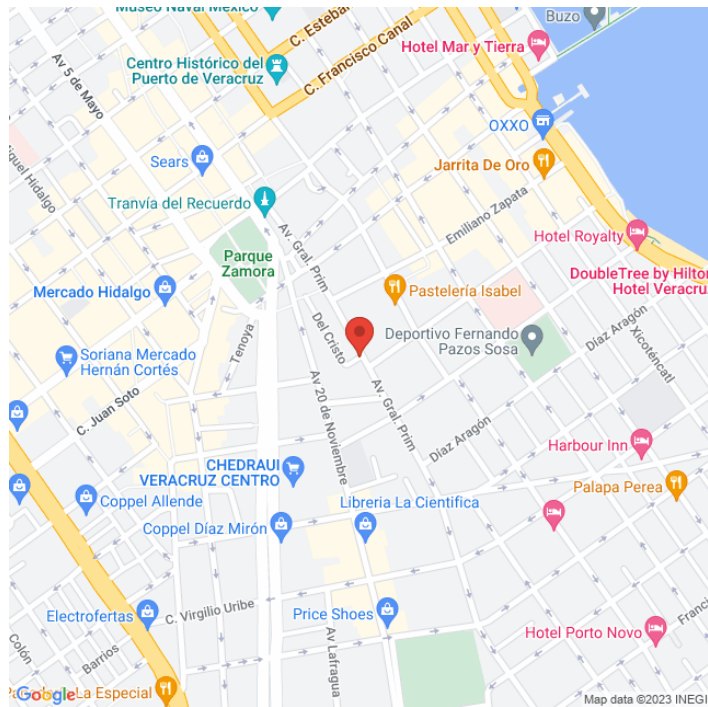 Museo Naval México
C. Esteban
C. Francisco Canal
Buzo
Hotel Mar y Tierra
Av 5 de Mayo
Centro Histórico del
Puerto de Veracruz
OXXO
Sears
Jarrita De Oro
Miguel Hidalgo
Tranvía del Recuerdo
Emiliano Zapata
Hotel Royalty
Av. Gral. Prim
Parque
Zamora
DoubleTree by Hilton
Hotel Veracruz
Mercado Hidalgo
Pastelería Isabel
Tenoya
Del Cristo
Deportivo Fernando
Pazos Sosa
Díaz Aragón
Xicoténcatl
Soriana Mercado
Hernán Cortés
Av 20 de Noviembre
Av. Gral. Prim
C. Juan Soto
Díaz Aragón
Harbour Inn
CHEDRAUI
VERACRUZ CENTRO
Coppel Allende
Libreria La Cientifica
Palapa Perea
Coppel Díaz Mirón
Electrofertas
C. Virgilio Uribe
Price Shoes
Colón
Barrios
Av Lafragua
Francis
Hotel Porto Novo
La Especial
Google
Map data ©2023 INEGI